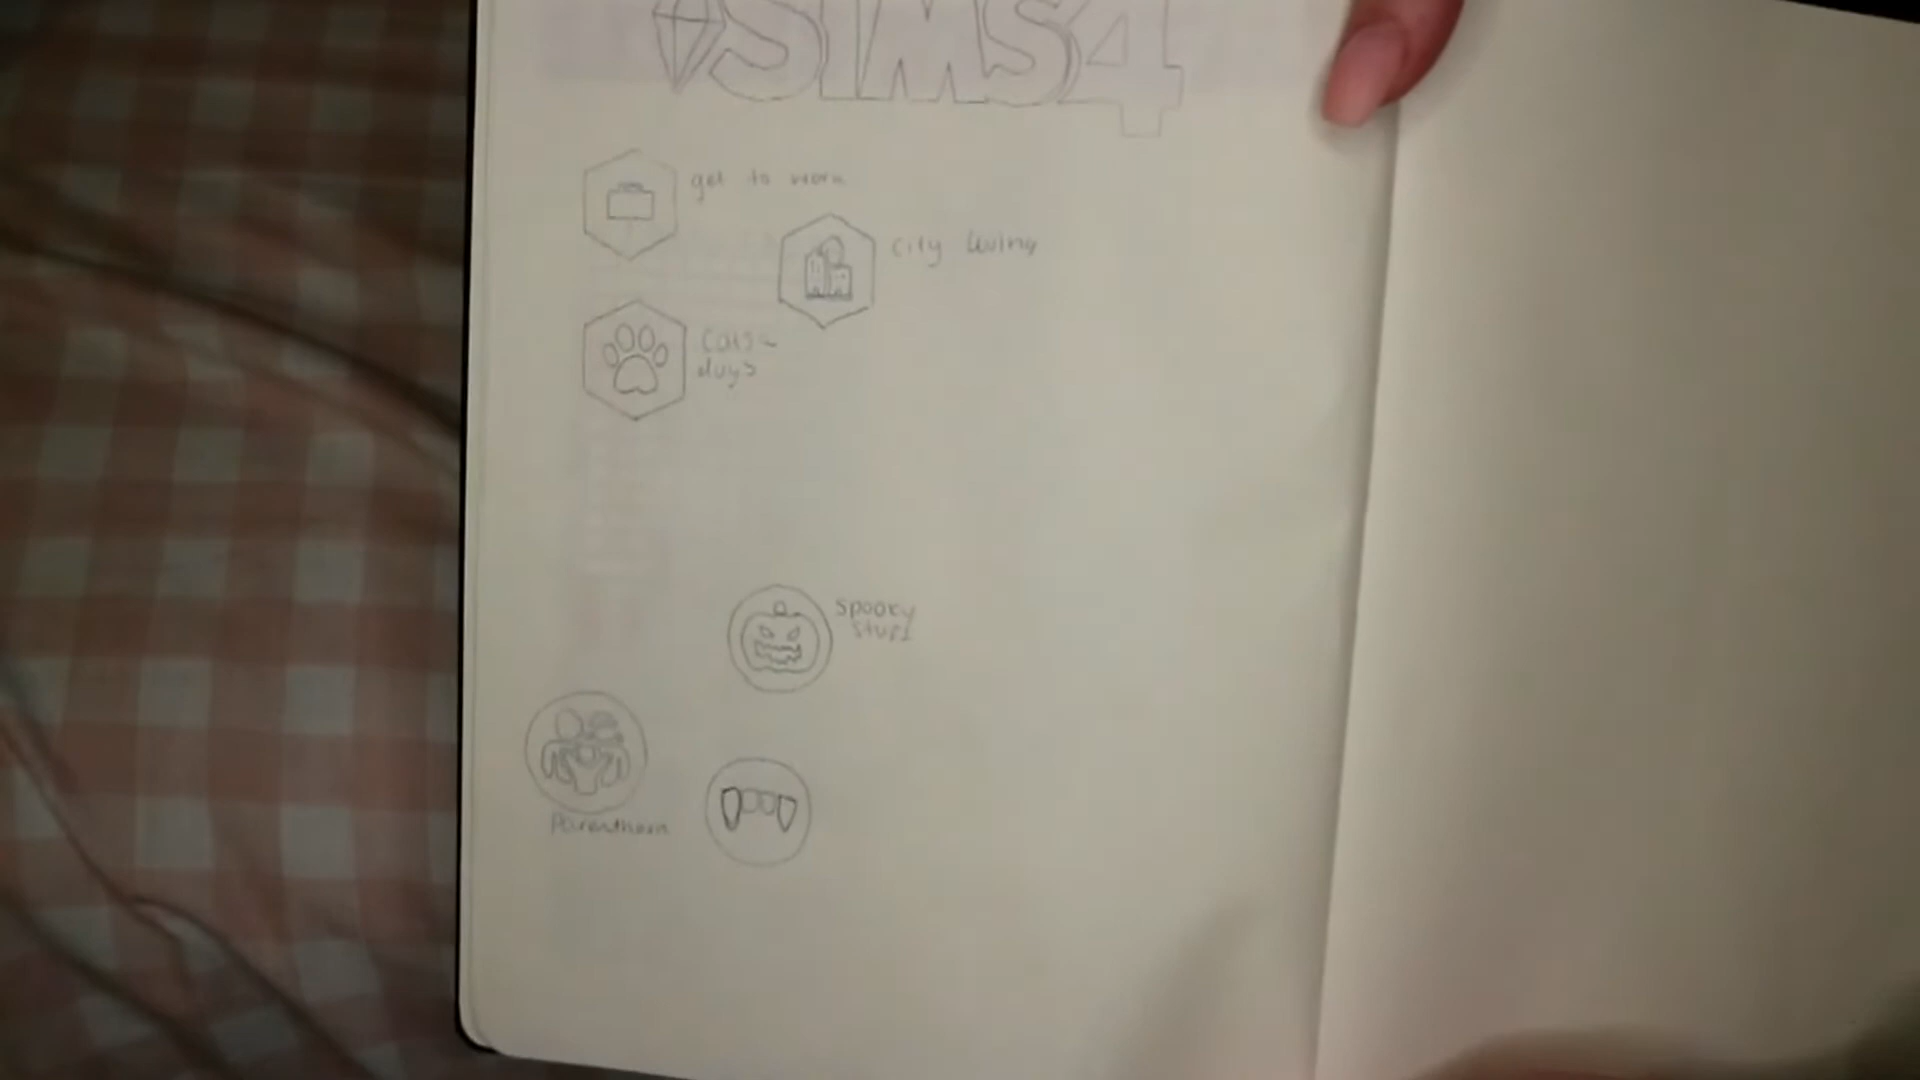 SIMS4
get to work
city living
Cats~
dogs
Spooky
Stuff
Parenthood